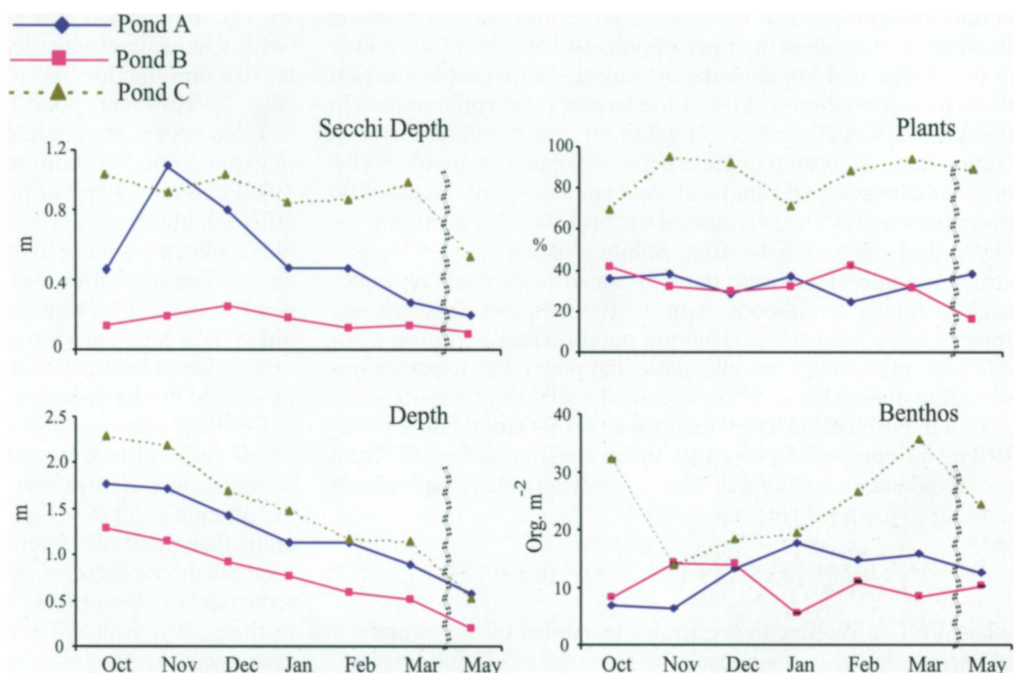 Pond A
Pond B
Pond C
Secchi Depth
1.2
0.8
0.4
0
m
Plants
100
80
60
40
20
0
%
Depth
2.5
2.0
1.5
1.0
0.5
0
m
Oct Nov Dec Jan Feb Mar May
Benthos
40
30
20
10
0
Org. m-2
Oct Nov Dec Jan Feb Mar May